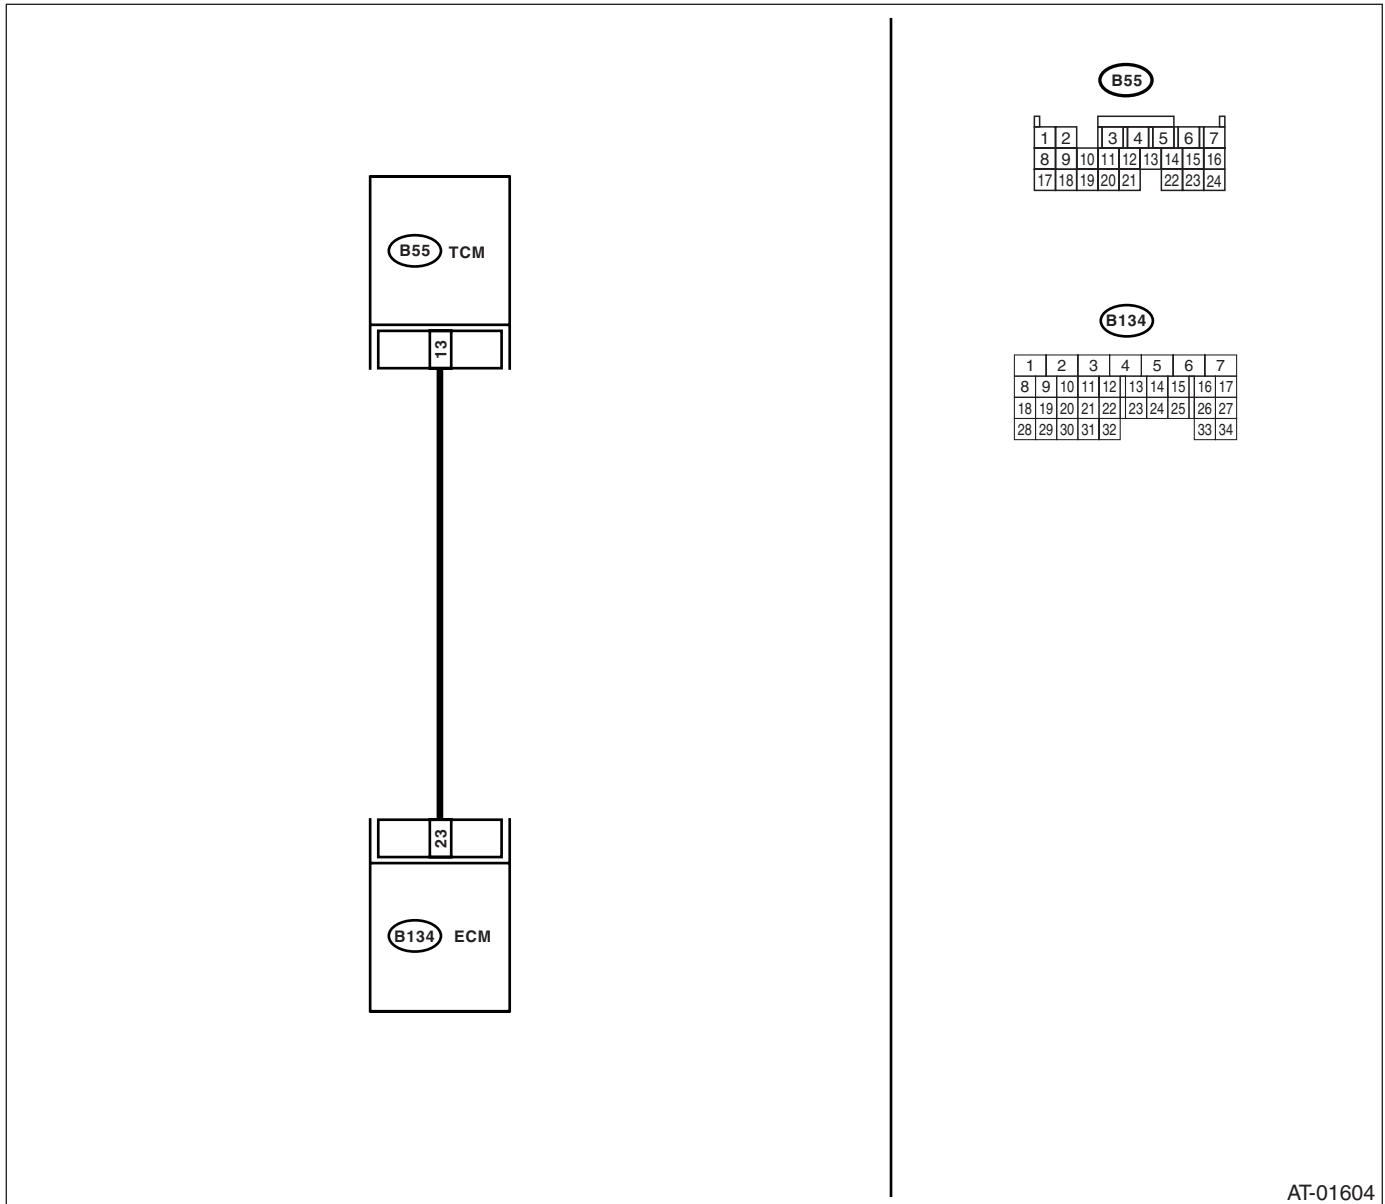 B55 TCM
13
23
B134 ECM
B55
1 2 3 4 5 6 7
8 9 10 11 12 13 14 15 16
17 18 19 20 21 22 23 24
B134
1 2 3 4 5 6 7
8 9 10 11 12 13 14 15 16 17
18 19 20 21 22 23 24 25 26 27
28 29 30 31 32 33 34
AT-01604